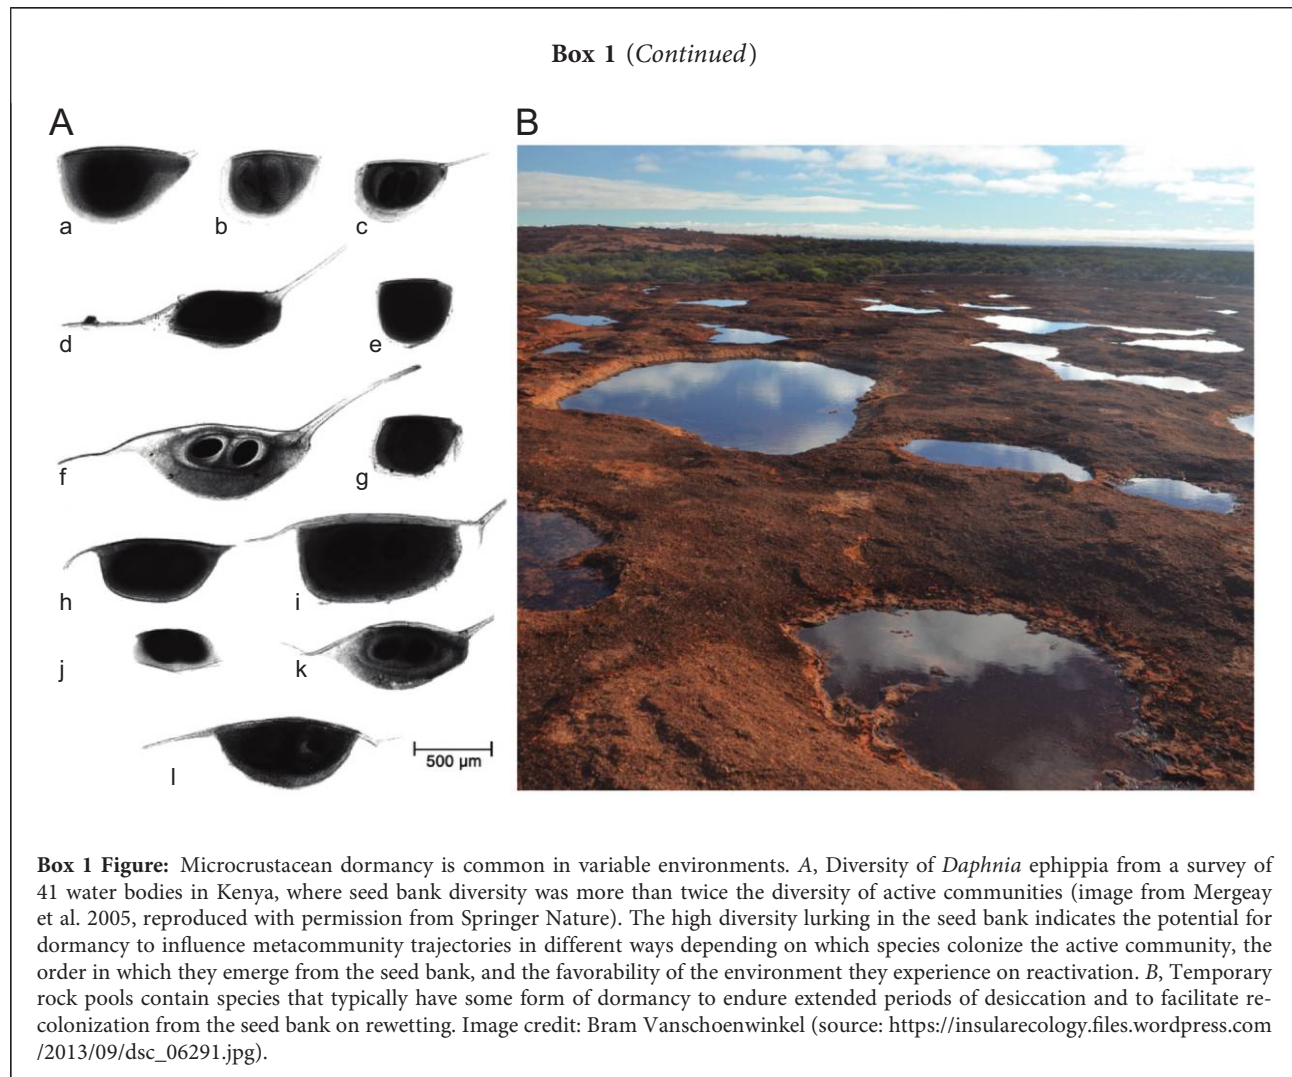 Box 1 (Continued)
A
B
a
b
c
d
e
f
g
h
i
j
k
l
500 µm
Box 1 Figure: Microcrustacean dormancy is common in variable environments. A, Diversity of Daphnia ephippia from a survey of
41 water bodies in Kenya, where seed bank diversity was more than twice the diversity of active communities (image from Mergeay
et al. 2005, reproduced with permission from Springer Nature). The high diversity lurking in the seed bank indicates the potential for
dormancy to influence metacommunity trajectories in different ways depending on which species colonize the active community, the
order in which they emerge from the seed bank, and the favorability of the environment they experience on reactivation. B, Temporary
rock pools contain species that typically have some form of dormancy to endure extended periods of desiccation and to facilitate re-
colonization from the seed bank on rewetting. Image credit: Bram Vanschoenwinkel (source: https://insularecology.files.wordpress.com
/2013/09/dsc_06291.jpg).